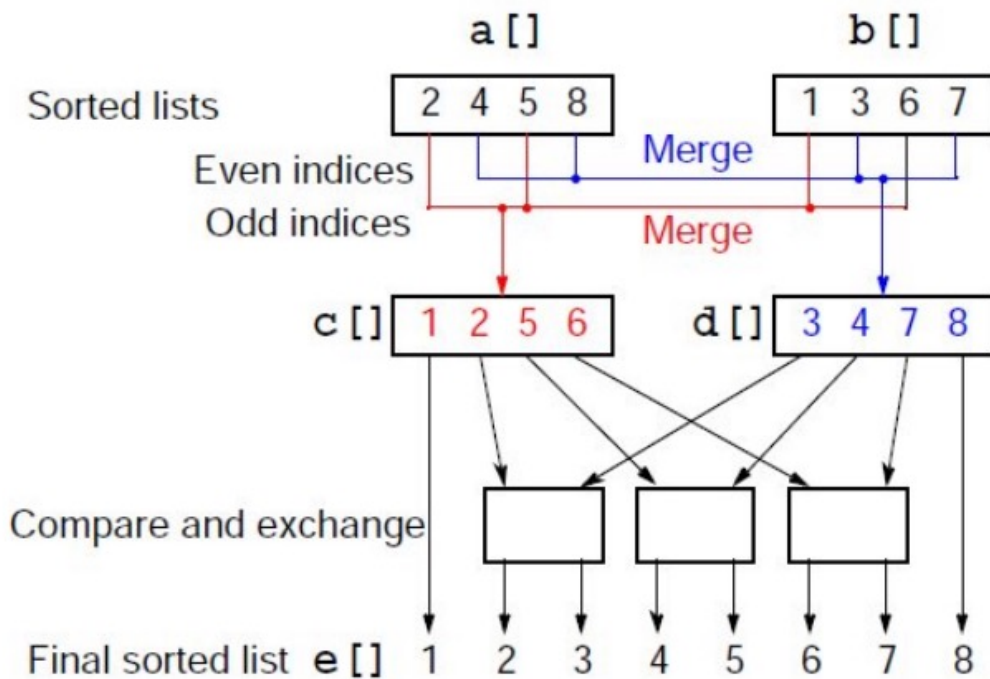 a[] b[]
Sorted lists 2 4 5 8 1 3 6 7
Merge
Even indices
Odd indices Merge
c[] 1 2 5 6 d[] 3 4 7 8
Compare and exchange
Final sorted list e[] 1 2 3 4 5 6 7 8